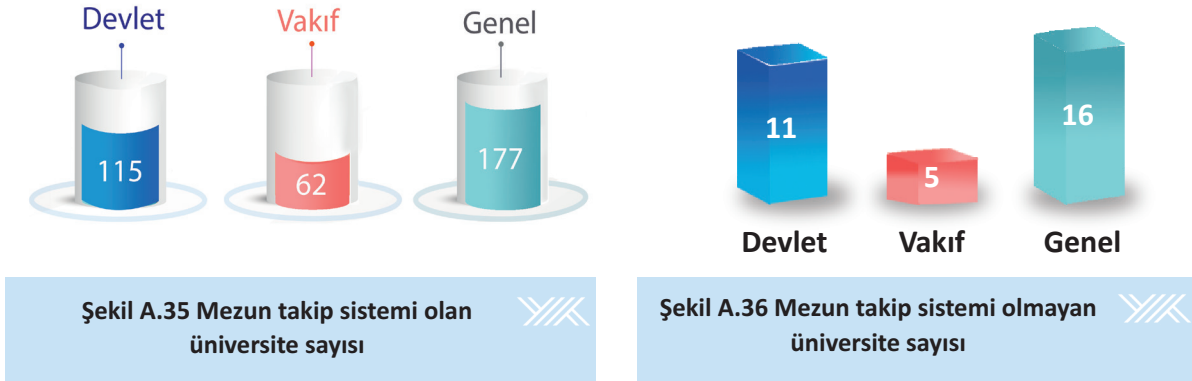 Devlet
Vakıf
Genel
115
62
177
Şekil A.35 Mezun takip sistemi olan
üniversite sayısı
11
5
16
Devlet
Vakıf
Genel
Şekil A.36 Mezun takip sistemi olmayan
üniversite sayısı